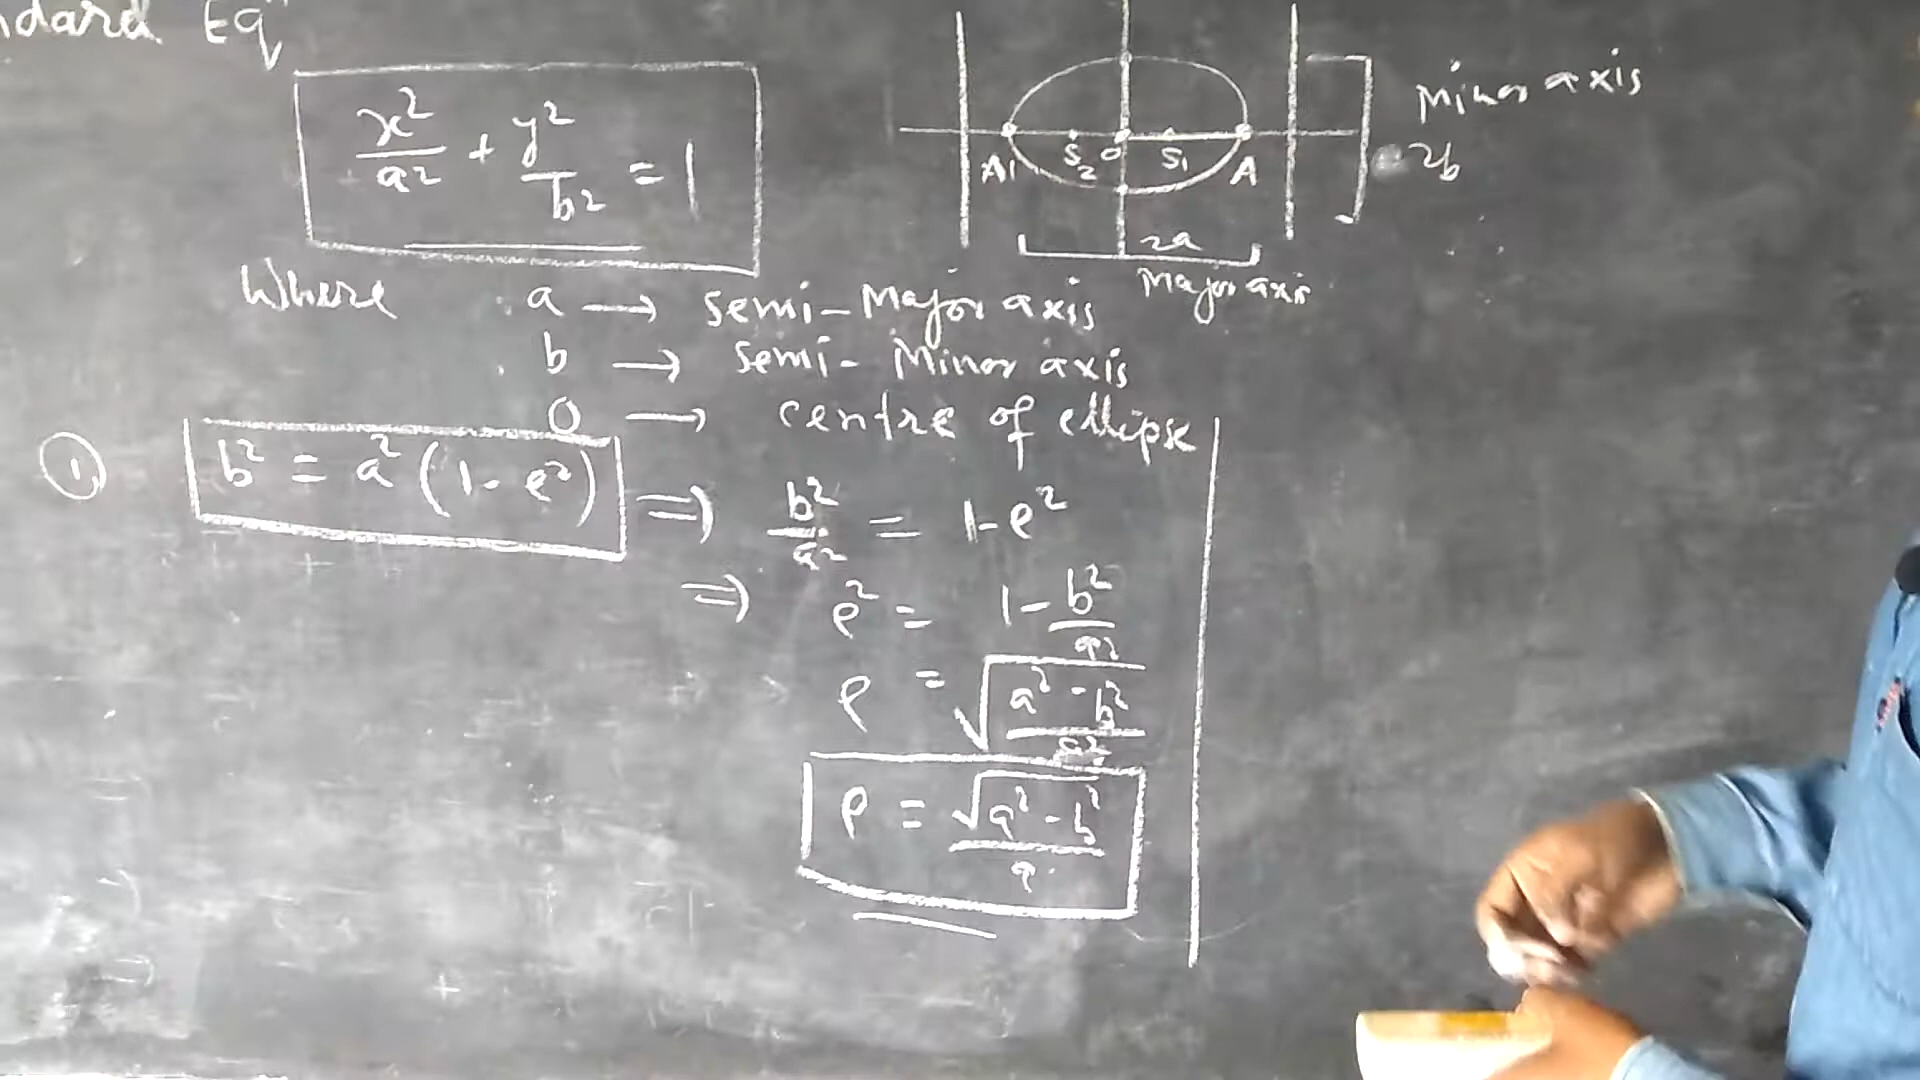 ndard Eqn
x²/a² + y²/b² = 1
A1 S2 O S1 A
2a
Major axis
Minor axis
= 2b
Where a → semi-Major axis
b → semi- Minor axis
O → centre of ellipse
① b² = a² (1 - e²) ⇒ b²/a² = 1-e²
⇒ e² = 1 - b²/a²
e = √((a² - b²)/a²)
e = √(a² - b²)/a